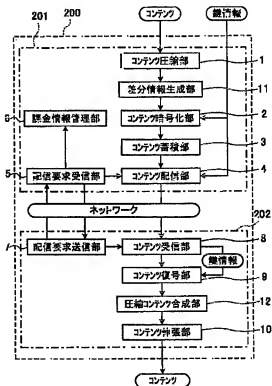 200
201
コンテンツ
鍵情報
コンテンツ圧縮部
1
差分情報生成部
11
課金情報管理部
6
コンテンツ暗号化部
2
コンテンツ蓄積部
3
5
配信要求受信部
コンテンツ配信部
4
ネットワーク
202
7
配信要求送信部
コンテンツ受信部
8
鍵情報
コンテンツ復号部
9
圧縮コンテンツ合成部
12
コンテンツ伸張部
10
コンテンツ